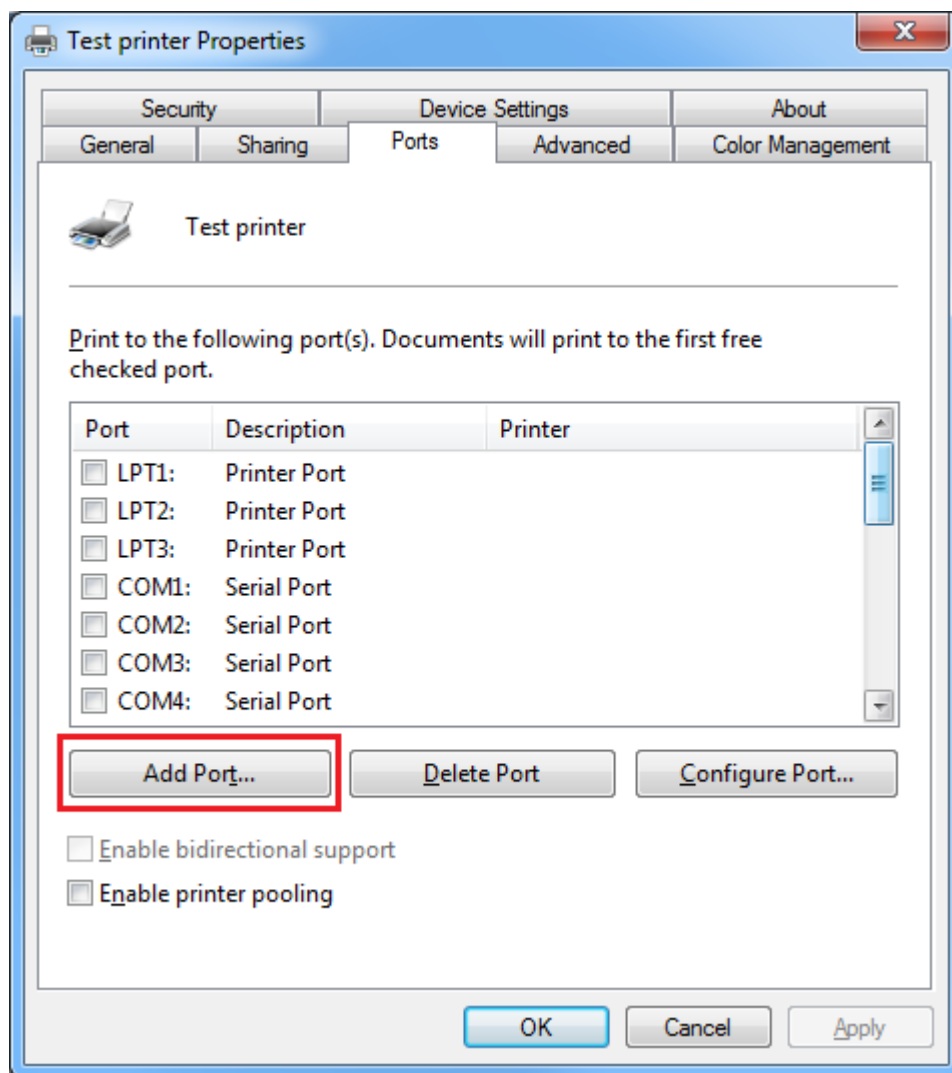 Test printer Properties
Security Device Settings About
General Sharing Ports Advanced Color Management
Test printer
Print to the following port(s). Documents will print to the first free
checked port.
Port Description Printer
LPT1: Printer Port
LPT2: Printer Port
LPT3: Printer Port
COM1: Serial Port
COM2: Serial Port
COM3: Serial Port
COM4: Serial Port
Add Port... Delete Port Configure Port...
Enable bidirectional support
Enable printer pooling
OK Cancel Apply